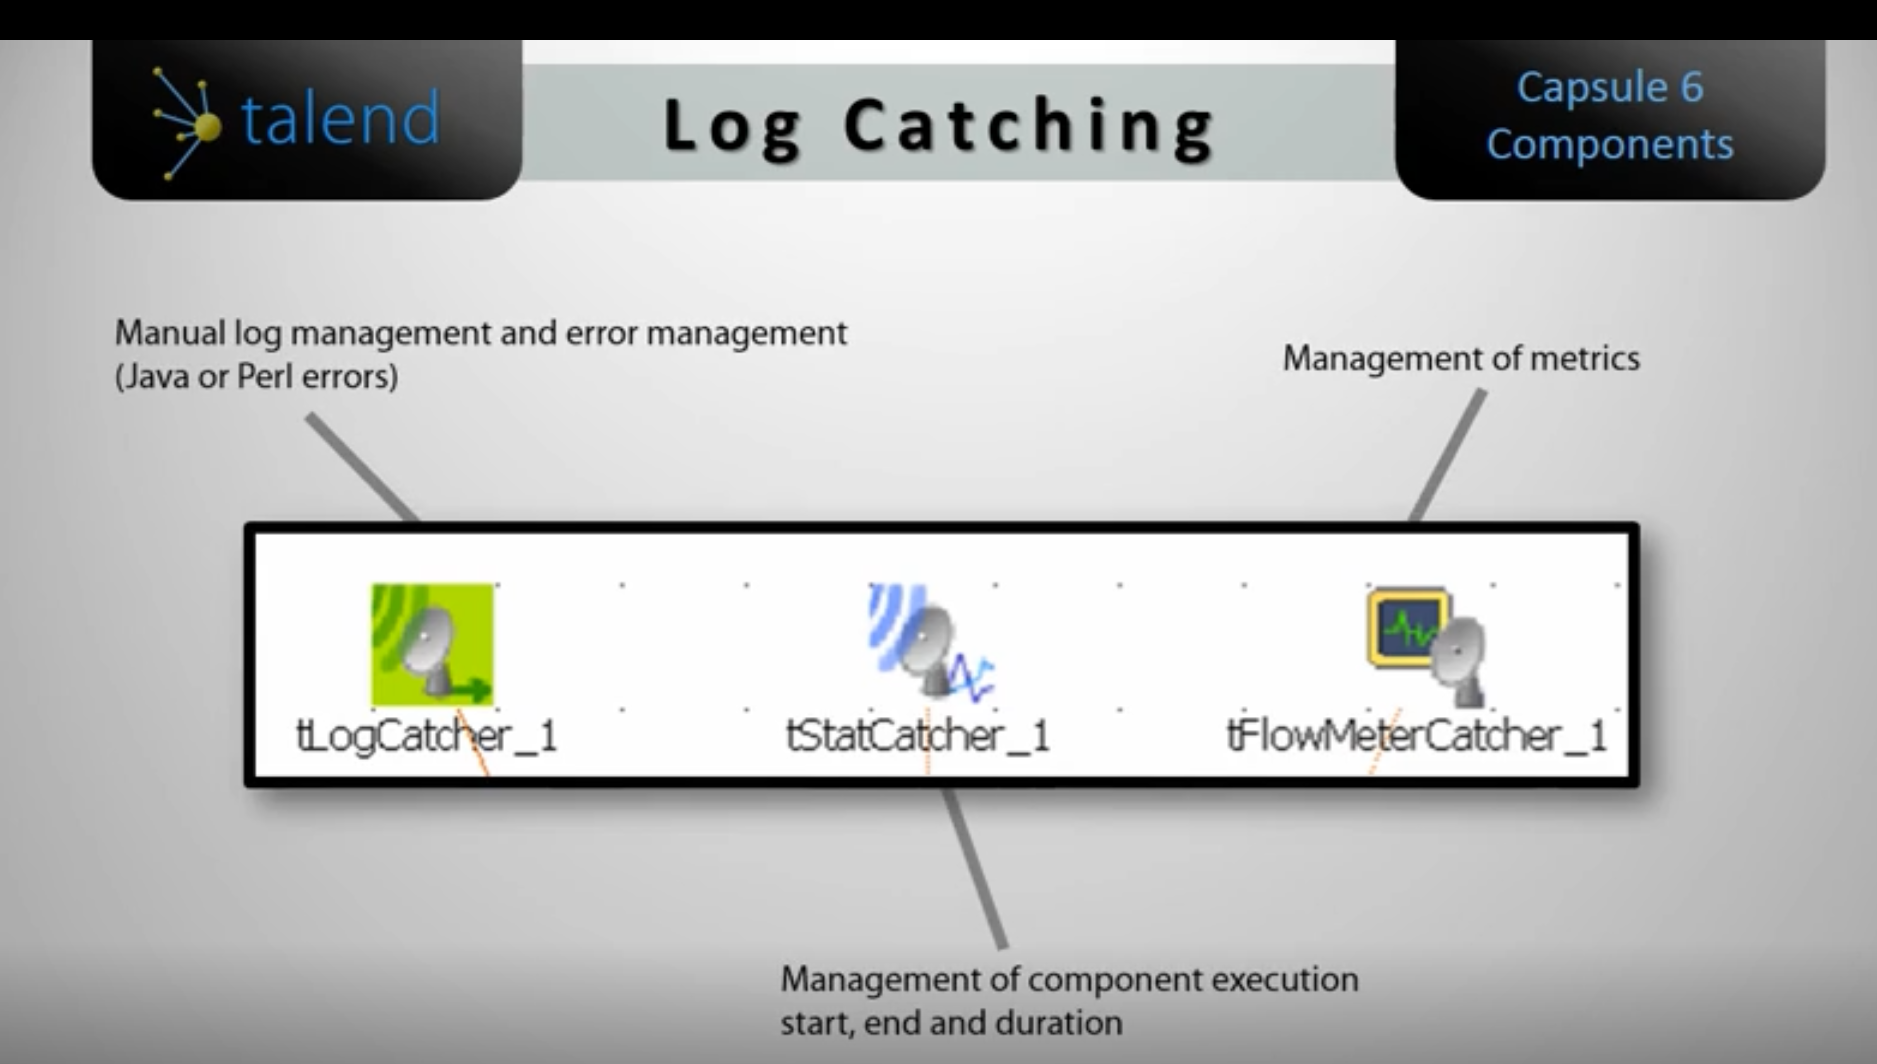 talend
Log Catching
Capsule 6
Components
Manual log management and error management
(Java or Perl errors)
Management of metrics
tLogCatcher_1
tStatCatcher_1
tFlowMeterCatcher_1
Management of component execution
start, end and duration